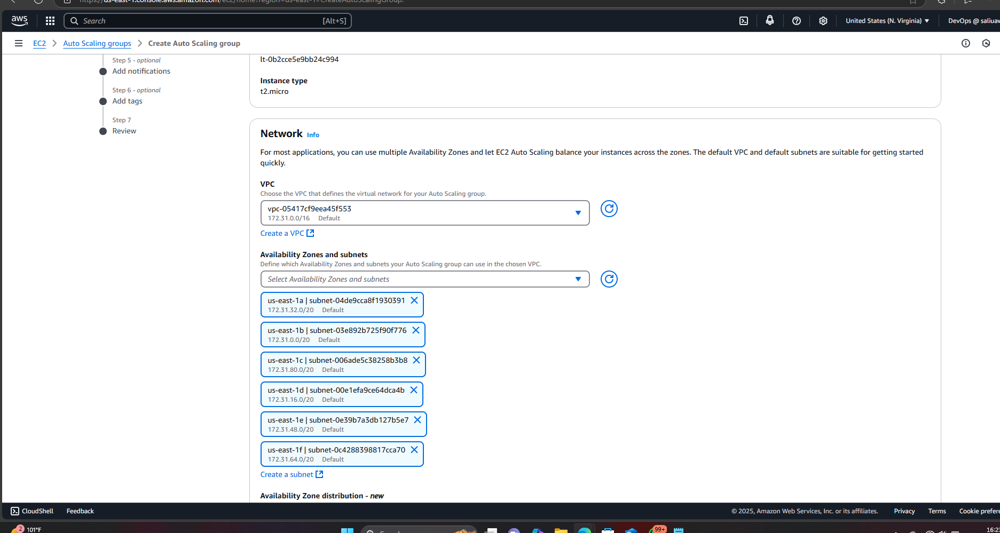 https://us-east-1.console.aws.amazon.com/ec2/home?region=us-east-1#CreateAutoScalingGroup:
aws
Search
[Alt+S]
United States (N. Virginia)
DevOps @ saliuaw
EC2
Auto Scaling groups
Create Auto Scaling group
Step 5 - optional
Add notifications
Step 6 - optional
Add tags
Step 7
Review
lt-0b2cce5e9bb24c994
Instance type
t2.micro
Network Info
For most applications, you can use multiple Availability Zones and let EC2 Auto Scaling balance your instances across the zones. The default VPC and default subnets are suitable for getting started
quickly.
VPC
Choose the VPC that defines the virtual network for your Auto Scaling group.
vpc-05417cf9eea45f553
172.31.0.0/16 Default
Create a VPC
Availability Zones and subnets
Define which Availability Zones and subnets your Auto Scaling group can use in the chosen VPC.
Select Availability Zones and subnets
us-east-1a | subnet-04de9cca8f1930391
172.31.32.0/20 Default
us-east-1b | subnet-03e892b725f90f776
172.31.0.0/20 Default
us-east-1c | subnet-006ade5c38258b3b8
172.31.80.0/20 Default
us-east-1d | subnet-00e1efa9ce64dca4b
172.31.16.0/20 Default
us-east-1e | subnet-0e39b7a3db127b5e7
172.31.48.0/20 Default
us-east-1f | subnet-0c4288398817cca70
172.31.64.0/20 Default
Create a subnet
Availability Zone distribution - new
CloudShell
Feedback
© 2025, Amazon Web Services, Inc. or its affiliates.
Privacy
Terms
Cookie prefere
2
101°F
99+